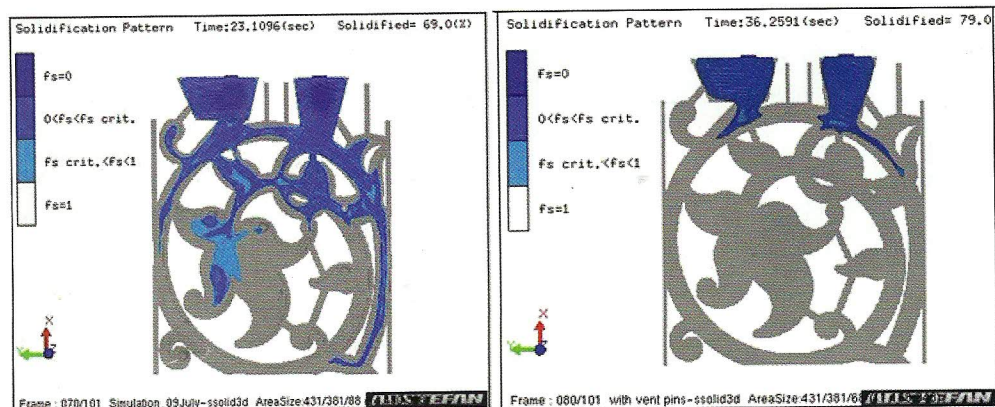 Solidification Pattern Time:23.1096(sec) Solidified= 69.0(%)
fs=0
0<fs<fs crit.
fs crit.<fs<1
fs=1
X
Y
Z
Frame : 070/101 Simulation_09July-ssolid3d AreaSize:431/381/88
Solidification Pattern Time:36.2591(sec) Solidified= 79.0
fs=0
0<fs<fs crit.
fs crit.<fs<1
fs=1
X
Y
Z
Frame : 080/101 with vent pins-ssolid3d AreaSize:431/381/6